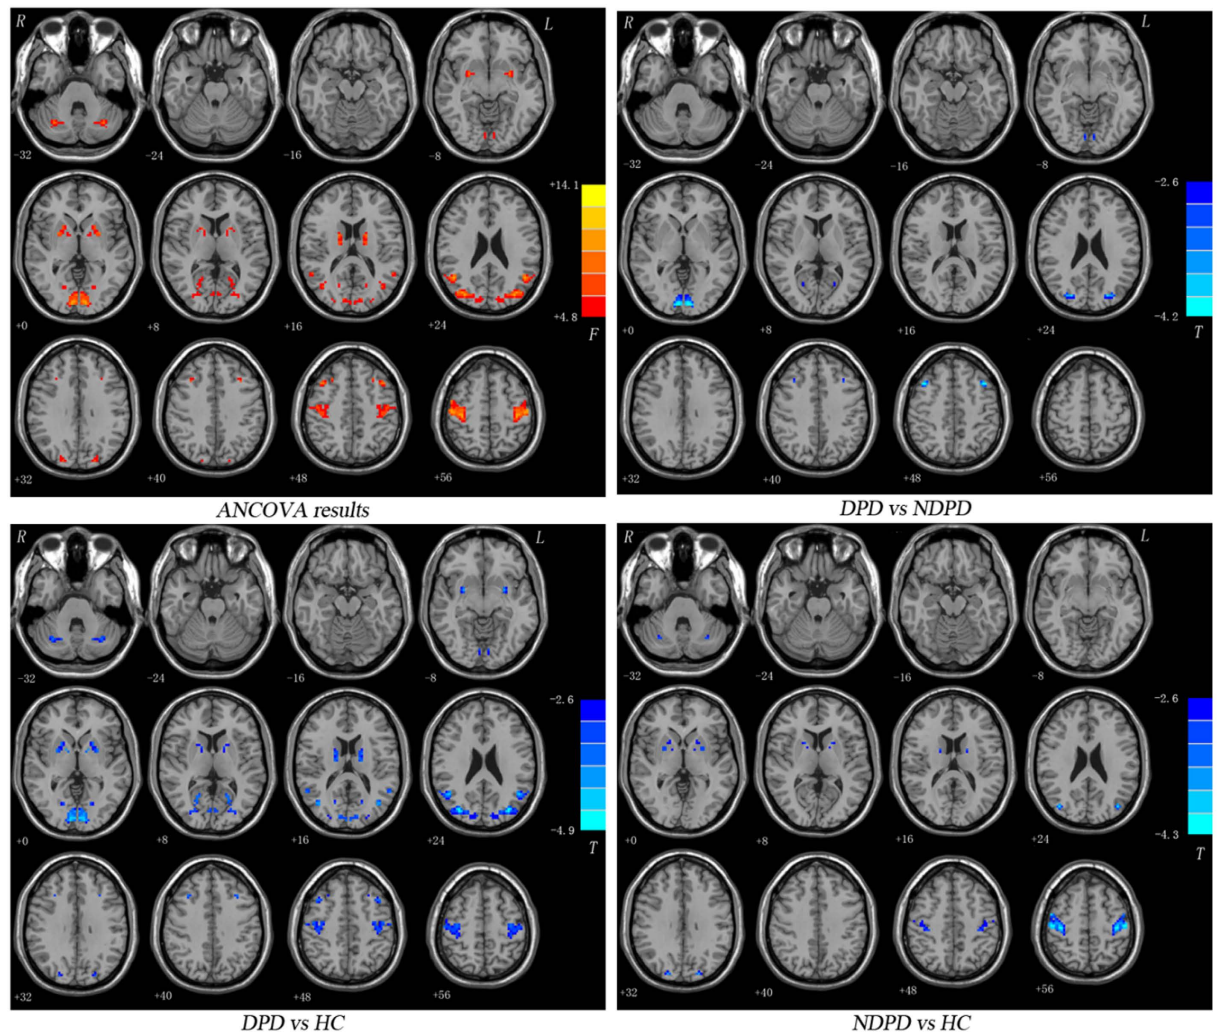 R L
-32 -24 -16 -8
+14.1
+0 +8 +16 +24
+4.8
F
+32 +40 +48 +56
ANCOVA results
R L
-32 -24 -16 -8
-2.6
+0 +8 +16 +24
-4.2
T
+32 +40 +48 +56
DPD vs NDPD
R L
-32 -24 -16 -8
-2.6
+0 +8 +16 +24
-4.9
T
+32 +40 +48 +56
DPD vs HC
R L
-32 -24 -16 -8
-2.6
+0 +8 +16 +24
-4.3
T
+32 +40 +48 +56
NDPD vs HC